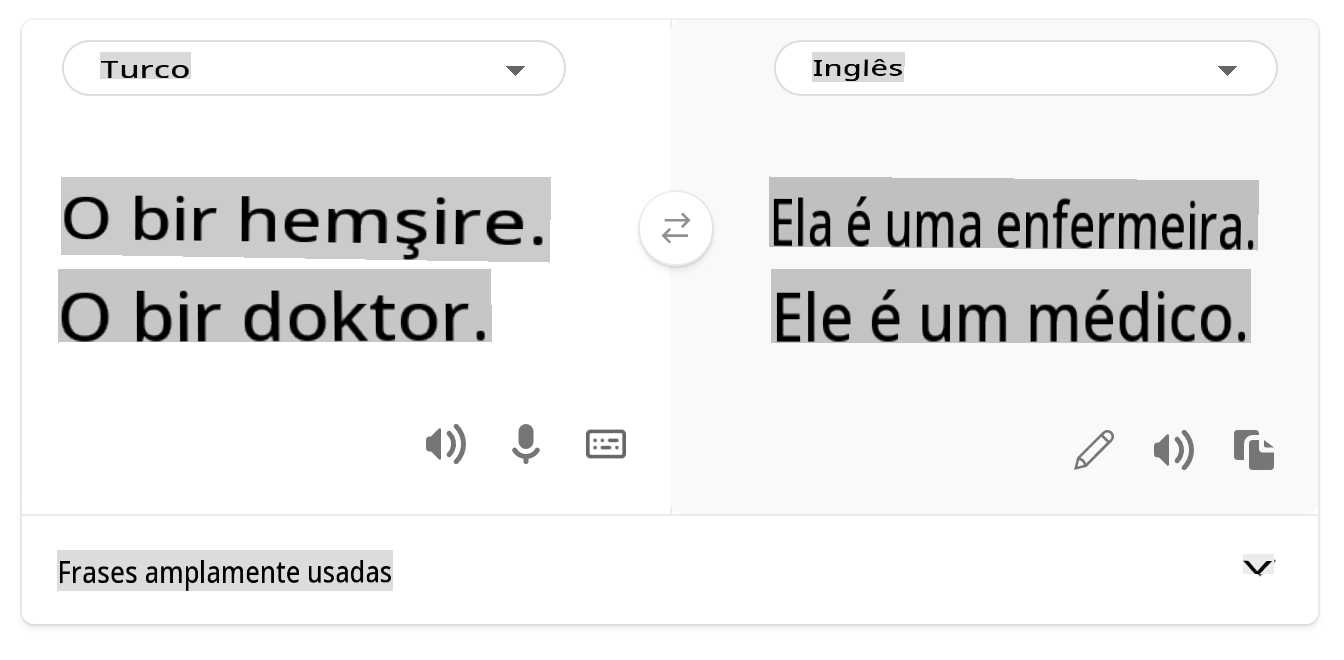 Turco
Inglês
O bir hemşire.
O bir doktor.
Ela é uma enfermeira.
Ele é um médico.
Frases amplamente usadas